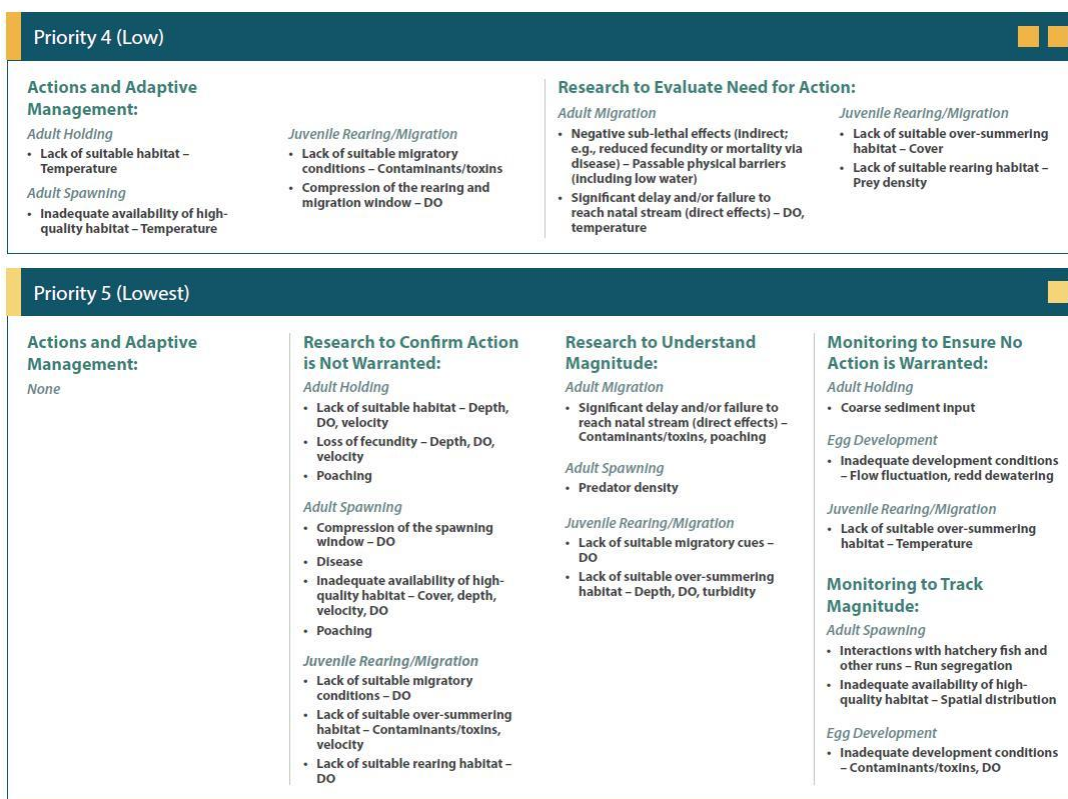 Priority 4 (Low)
Actions and Adaptive
Management:
Adult Holding
• Lack of suitable habitat –
Temperature
Adult Spawning
• Inadequate availability of high-
quality habitat – Temperature
Juvenile Rearing/Migration
• Lack of suitable migratory
conditions – Contaminants/toxins
• Compression of the rearing and
migration window – DO
Research to Evaluate Need for Action:
Adult Migration
• Negative sub-lethal effects (indirect;
e.g., reduced fecundity or mortality via
disease) – Passable physical barriers
(including low water)
• Significant delay and/or failure to
reach natal stream (direct effects) – DO,
temperature
Juvenile Rearing/Migration
• Lack of suitable over-summering
habitat – Cover
• Lack of suitable rearing habitat –
Prey density
Priority 5 (Lowest)
Actions and Adaptive
Management:
None
Research to Confirm Action
is Not Warranted:
Adult Holding
• Lack of suitable habitat – Depth,
DO, velocity
• Loss of fecundity – Depth, DO,
velocity
• Poaching
Adult Spawning
• Compression of the spawning
window – DO
• Disease
• Inadequate availability of high-
quality habitat – Cover, depth,
velocity, DO
• Poaching
Juvenile Rearing/Migration
• Lack of suitable migratory
conditions – DO
• Lack of suitable over-summering
habitat – Contaminants/toxins,
velocity
• Lack of suitable rearing habitat –
DO
Research to Understand
Magnitude:
Adult Migration
• Significant delay and/or failure to
reach natal stream (direct effects) –
Contaminants/toxins, poaching
Adult Spawning
• Predator density
Juvenile Rearing/Migration
• Lack of suitable migratory cues –
DO
• Lack of suitable over-summering
habitat – Depth, DO, turbidity
Monitoring to Ensure No
Action is Warranted:
Adult Holding
• Coarse sediment input
Egg Development
• Inadequate development conditions
– Flow fluctuation, redd dewatering
Juvenile Rearing/Migration
• Lack of suitable over-summering
habitat – Temperature
Monitoring to Track
Magnitude:
Adult Spawning
• Interactions with hatchery fish and
other runs – Run segregation
• Inadequate availability of high-
quality habitat – Spatial distribution
Egg Development
• Inadequate development conditions
– Contaminants/toxins, DO